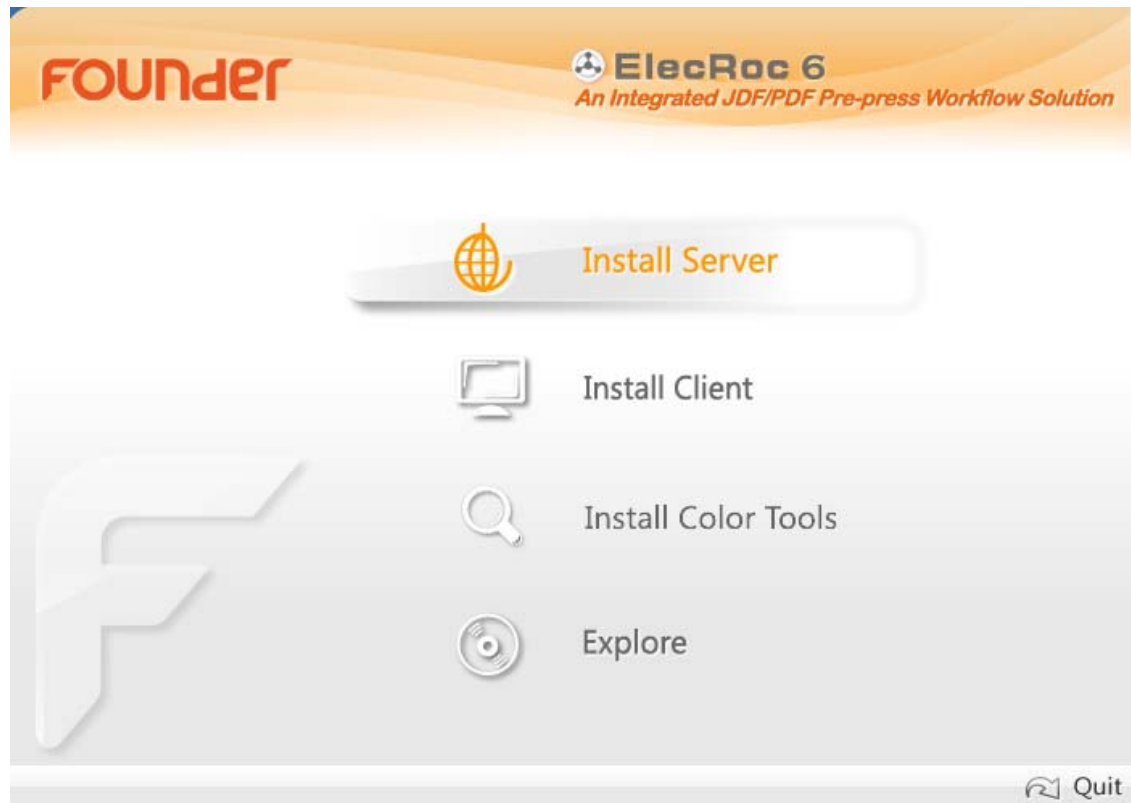 FOUNDER
ElecRoc 6
An Integrated JDF/PDF Pre-press Workflow Solution
Install Server
Install Client
Install Color Tools
Explore
Quit